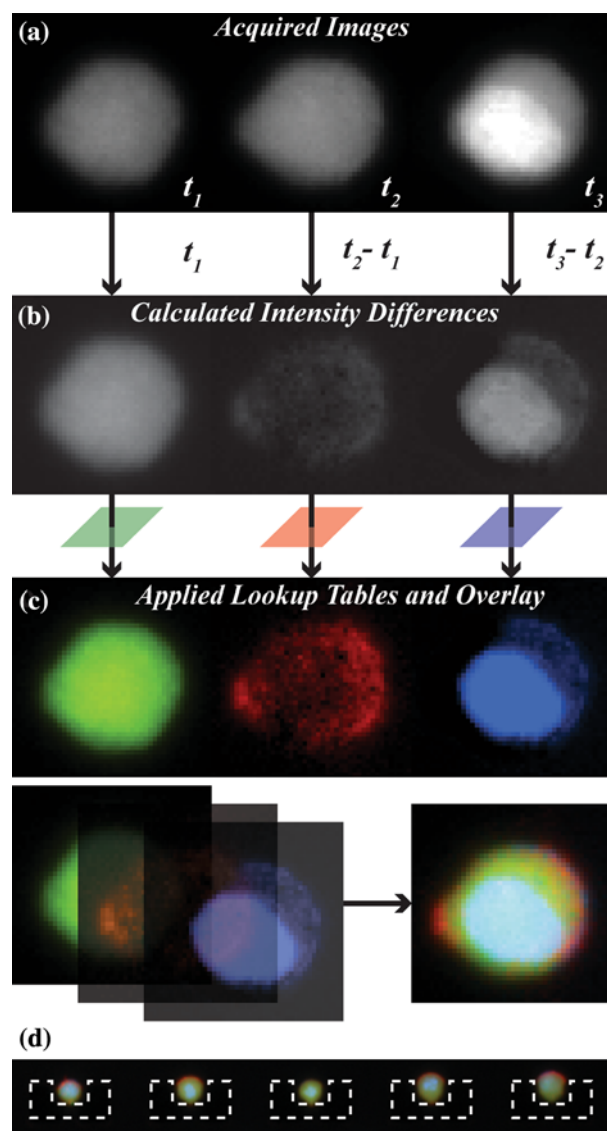 (a) Acquired Images
t1 t2 t3
t1 t2- t1 t3- t2
(b) Calculated Intensity Differences
(c) Applied Lookup Tables and Overlay
(d)